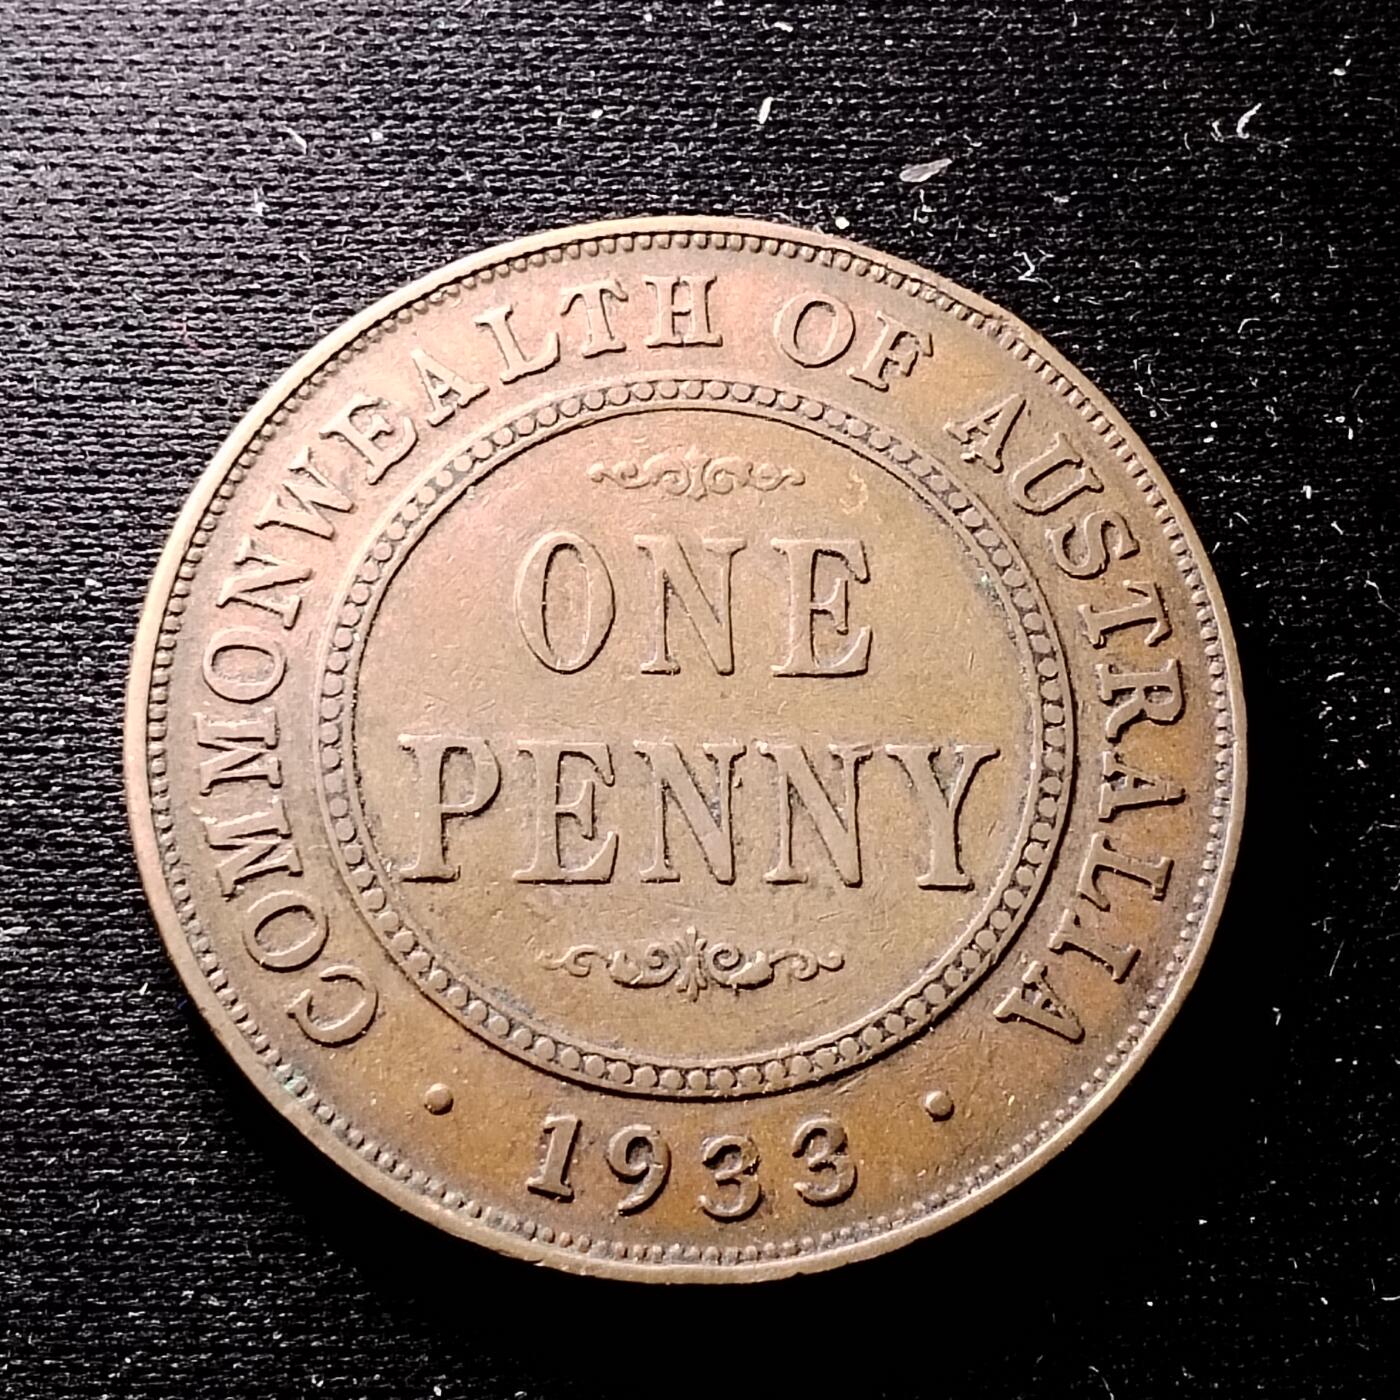 COMMONWEALTH OF AUSTRALIA
ONE
PENNY
· 1933 ·